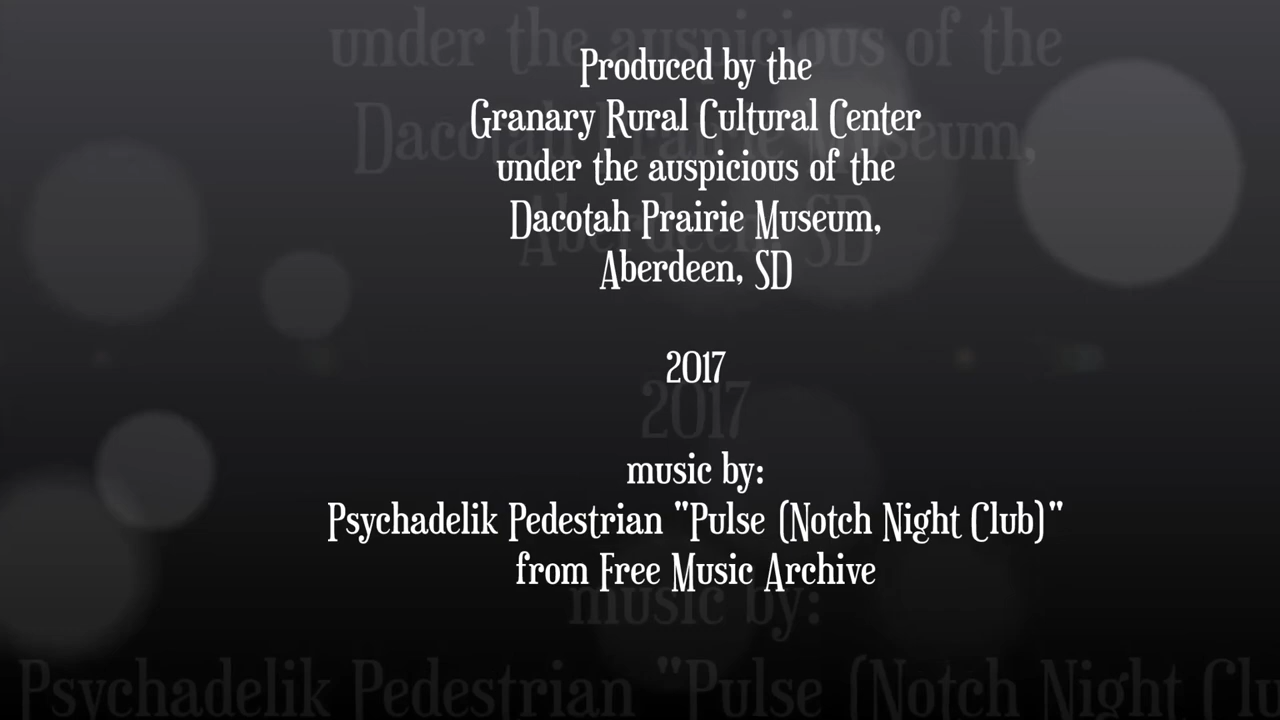 Produced by the
Granary Rural Cultural Center
under the auspicious of the
Dacotah Prairie Museum,
Aberdeen, SD
2017
music by:
Psychadelik Pedestrian "Pulse (Notch Night Club)"
from Free Music Archive